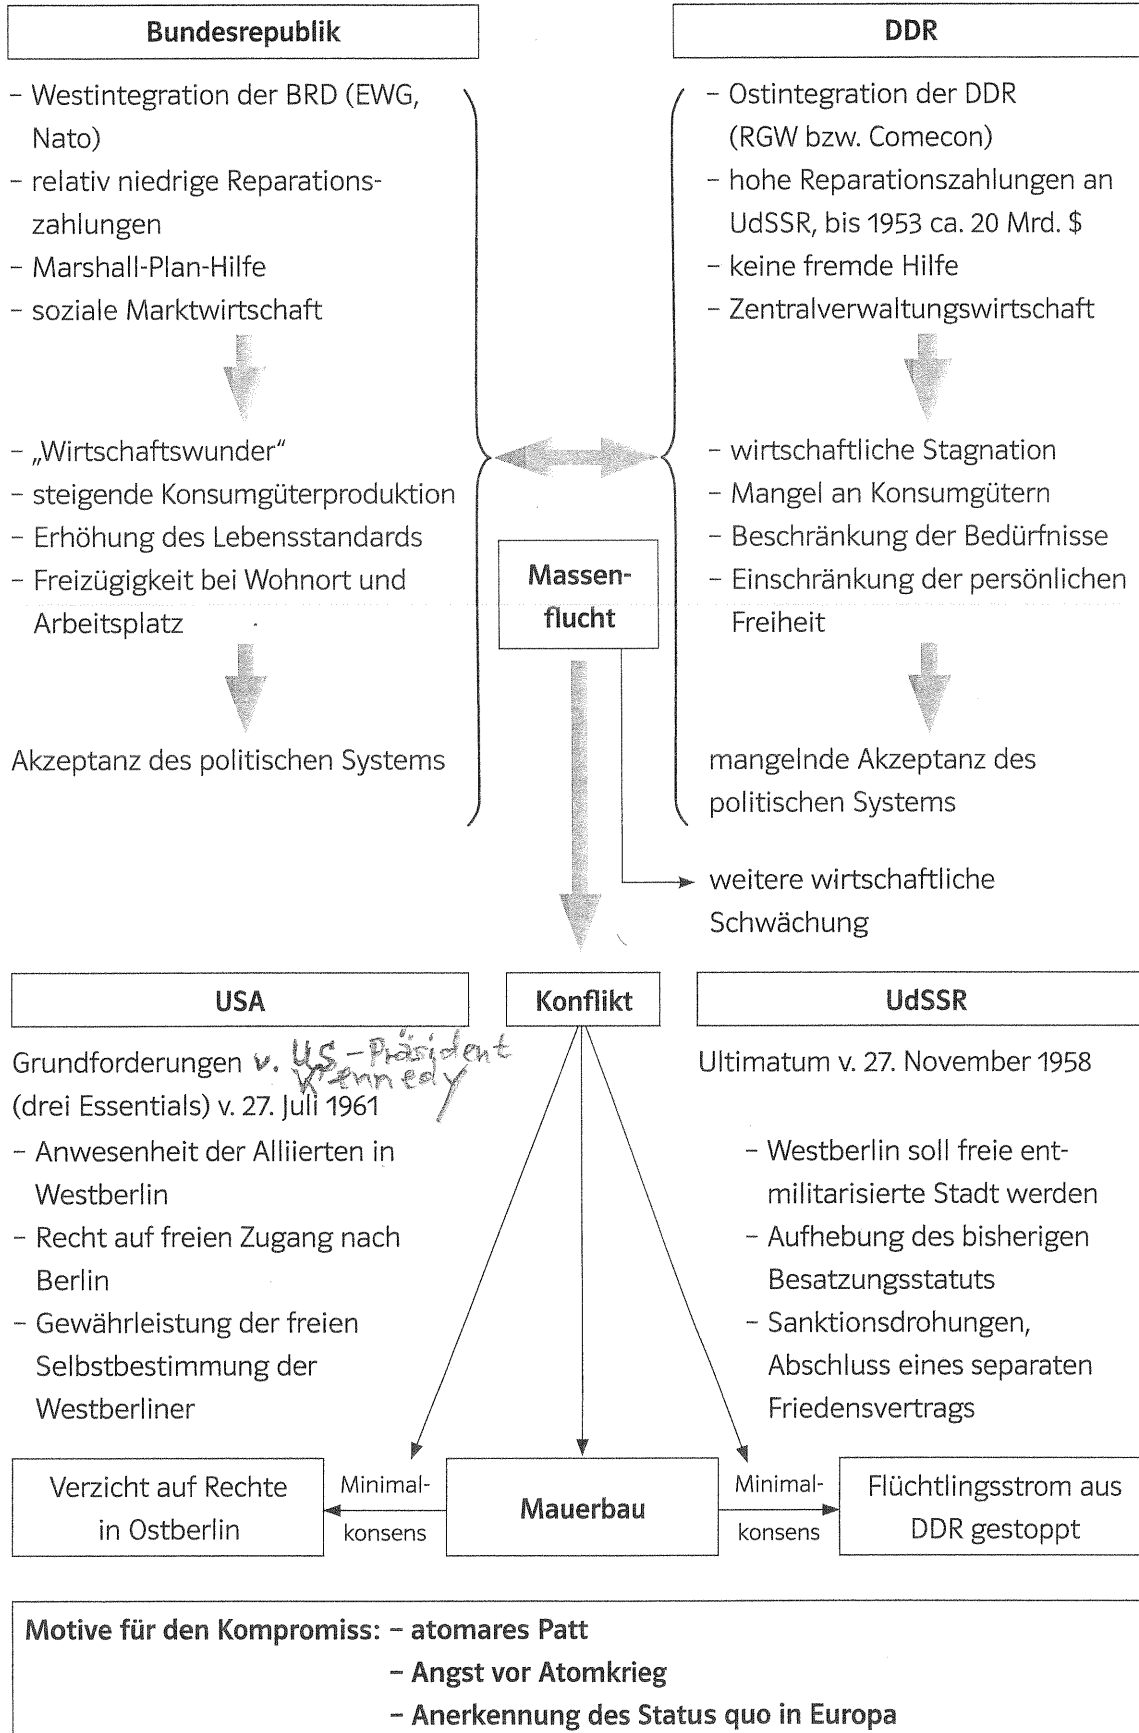 Bundesrepublik
– Westintegration der BRD (EWG,
Nato)
– relativ niedrige Reparations-
zahlungen
– Marshall-Plan-Hilfe
– soziale Marktwirtschaft
– „Wirtschaftswunder“
– steigende Konsumgüterproduktion
– Erhöhung des Lebensstandards
– Freizügigkeit bei Wohnort und
Arbeitsplatz
Akzeptanz des politischen Systems
DDR
– Ostintegration der DDR
(RGW bzw. Comecon)
– hohe Reparationszahlungen an
UdSSR, bis 1953 ca. 20 Mrd. $
– keine fremde Hilfe
– Zentralverwaltungswirtschaft
– wirtschaftliche Stagnation
– Mangel an Konsumgütern
– Beschränkung der Bedürfnisse
– Einschränkung der persönlichen
Freiheit
mangelnde Akzeptanz des
politischen Systems
Massen-
flucht
weitere wirtschaftliche
Schwächung
USA
Grundforderungen v. US-Präsident
Kennedy
(drei Essentials) v. 27. Juli 1961
– Anwesenheit der Alliierten in
Westberlin
– Recht auf freien Zugang nach
Berlin
– Gewährleistung der freien
Selbstbestimmung der
Westberliner
Konflikt
UdSSR
Ultimatum v. 27. November 1958
– Westberlin soll freie ent-
militarisierte Stadt werden
– Aufhebung des bisherigen
Besatzungsstatuts
– Sanktionsdrohungen,
Abschluss eines separaten
Friedensvertrags
Verzicht auf Rechte
in Ostberlin
Minimal-
konsens
Mauerbau
Minimal-
konsens
Flüchtlingsstrom aus
DDR gestoppt
Motive für den Kompromiss: – atomares Patt
– Angst vor Atomkrieg
– Anerkennung des Status quo in Europa